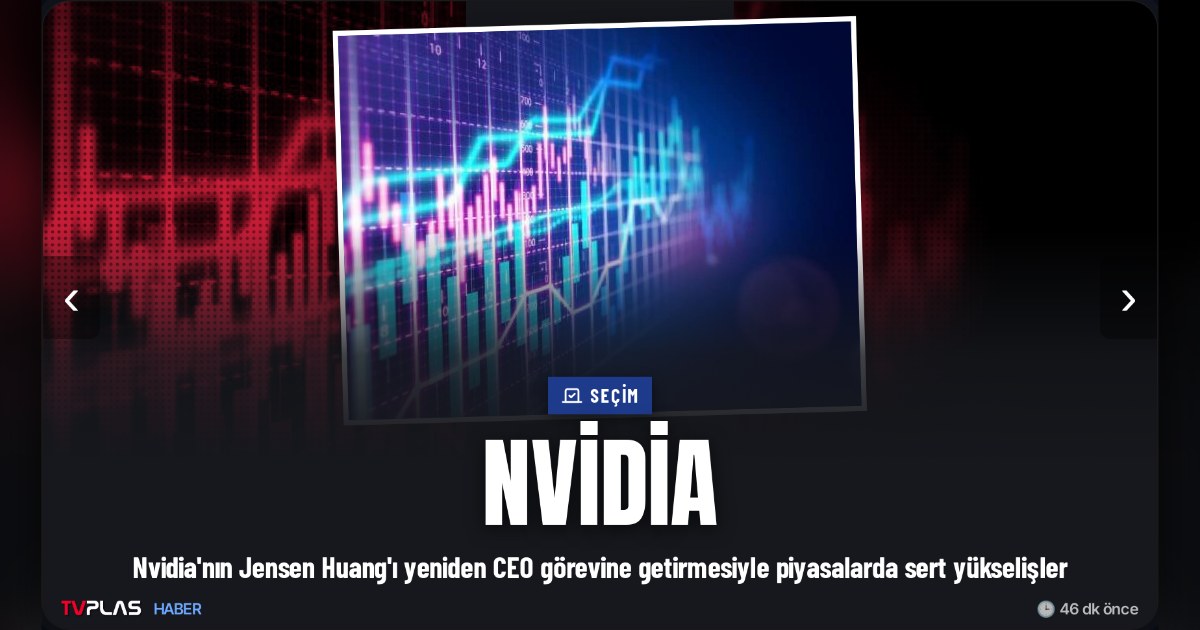 SEÇİM
NVİDİA
Nvidia'nın Jensen Huang'ı yeniden CEO görevine getirmesiyle piyasalarda sert yükselişler
TVPLAS HABER
46 dk önce